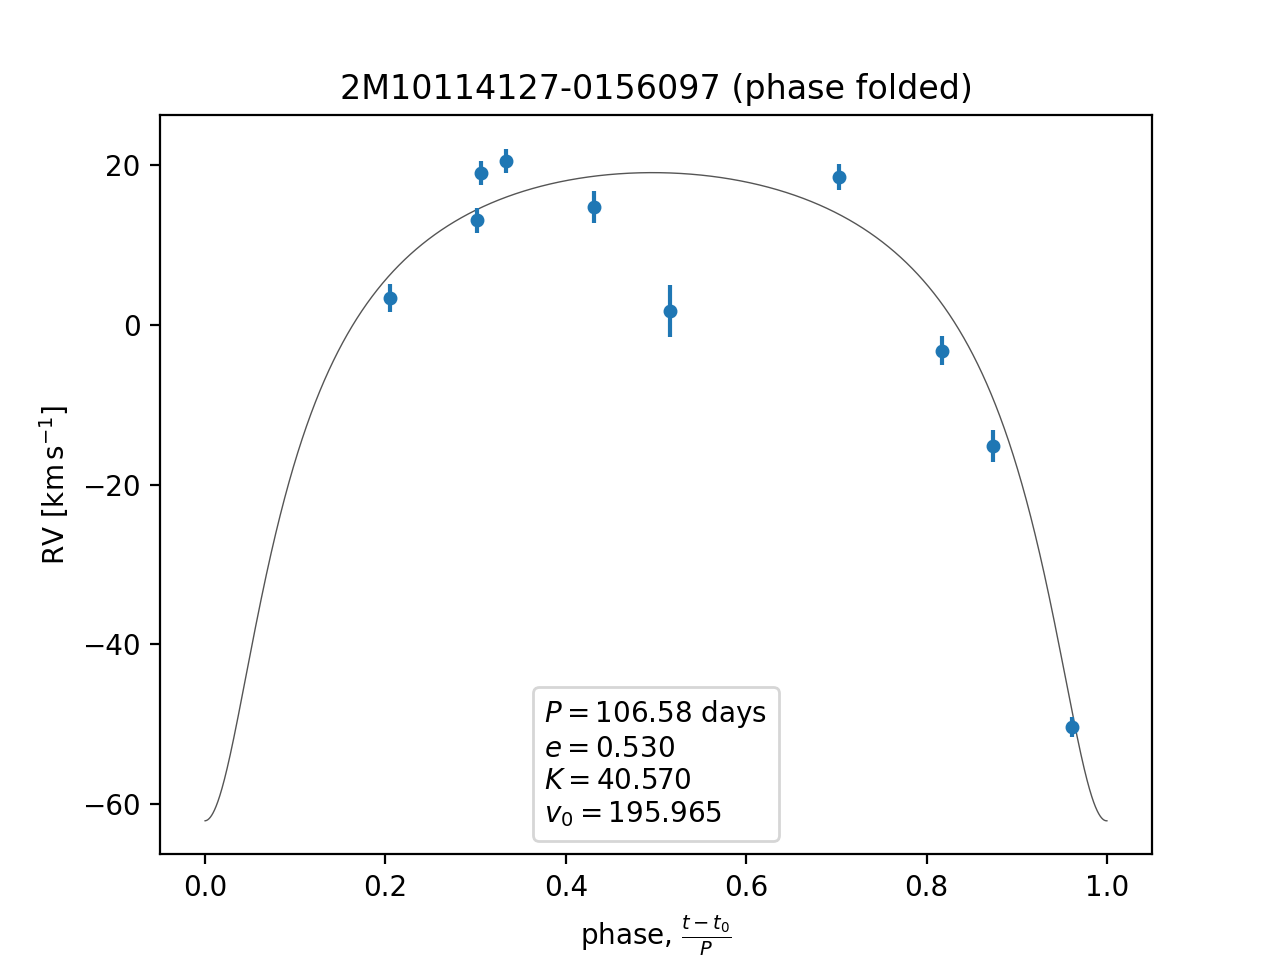 2M10114127-0156097 (phase folded)
20
0
−20
−40
−60
RV [km s⁻¹]
P = 106.58 days
e = 0.530
K = 40.570
v₀ = 195.965
0.0 0.2 0.4 0.6 0.8 1.0
phase, (t − t₀)/P